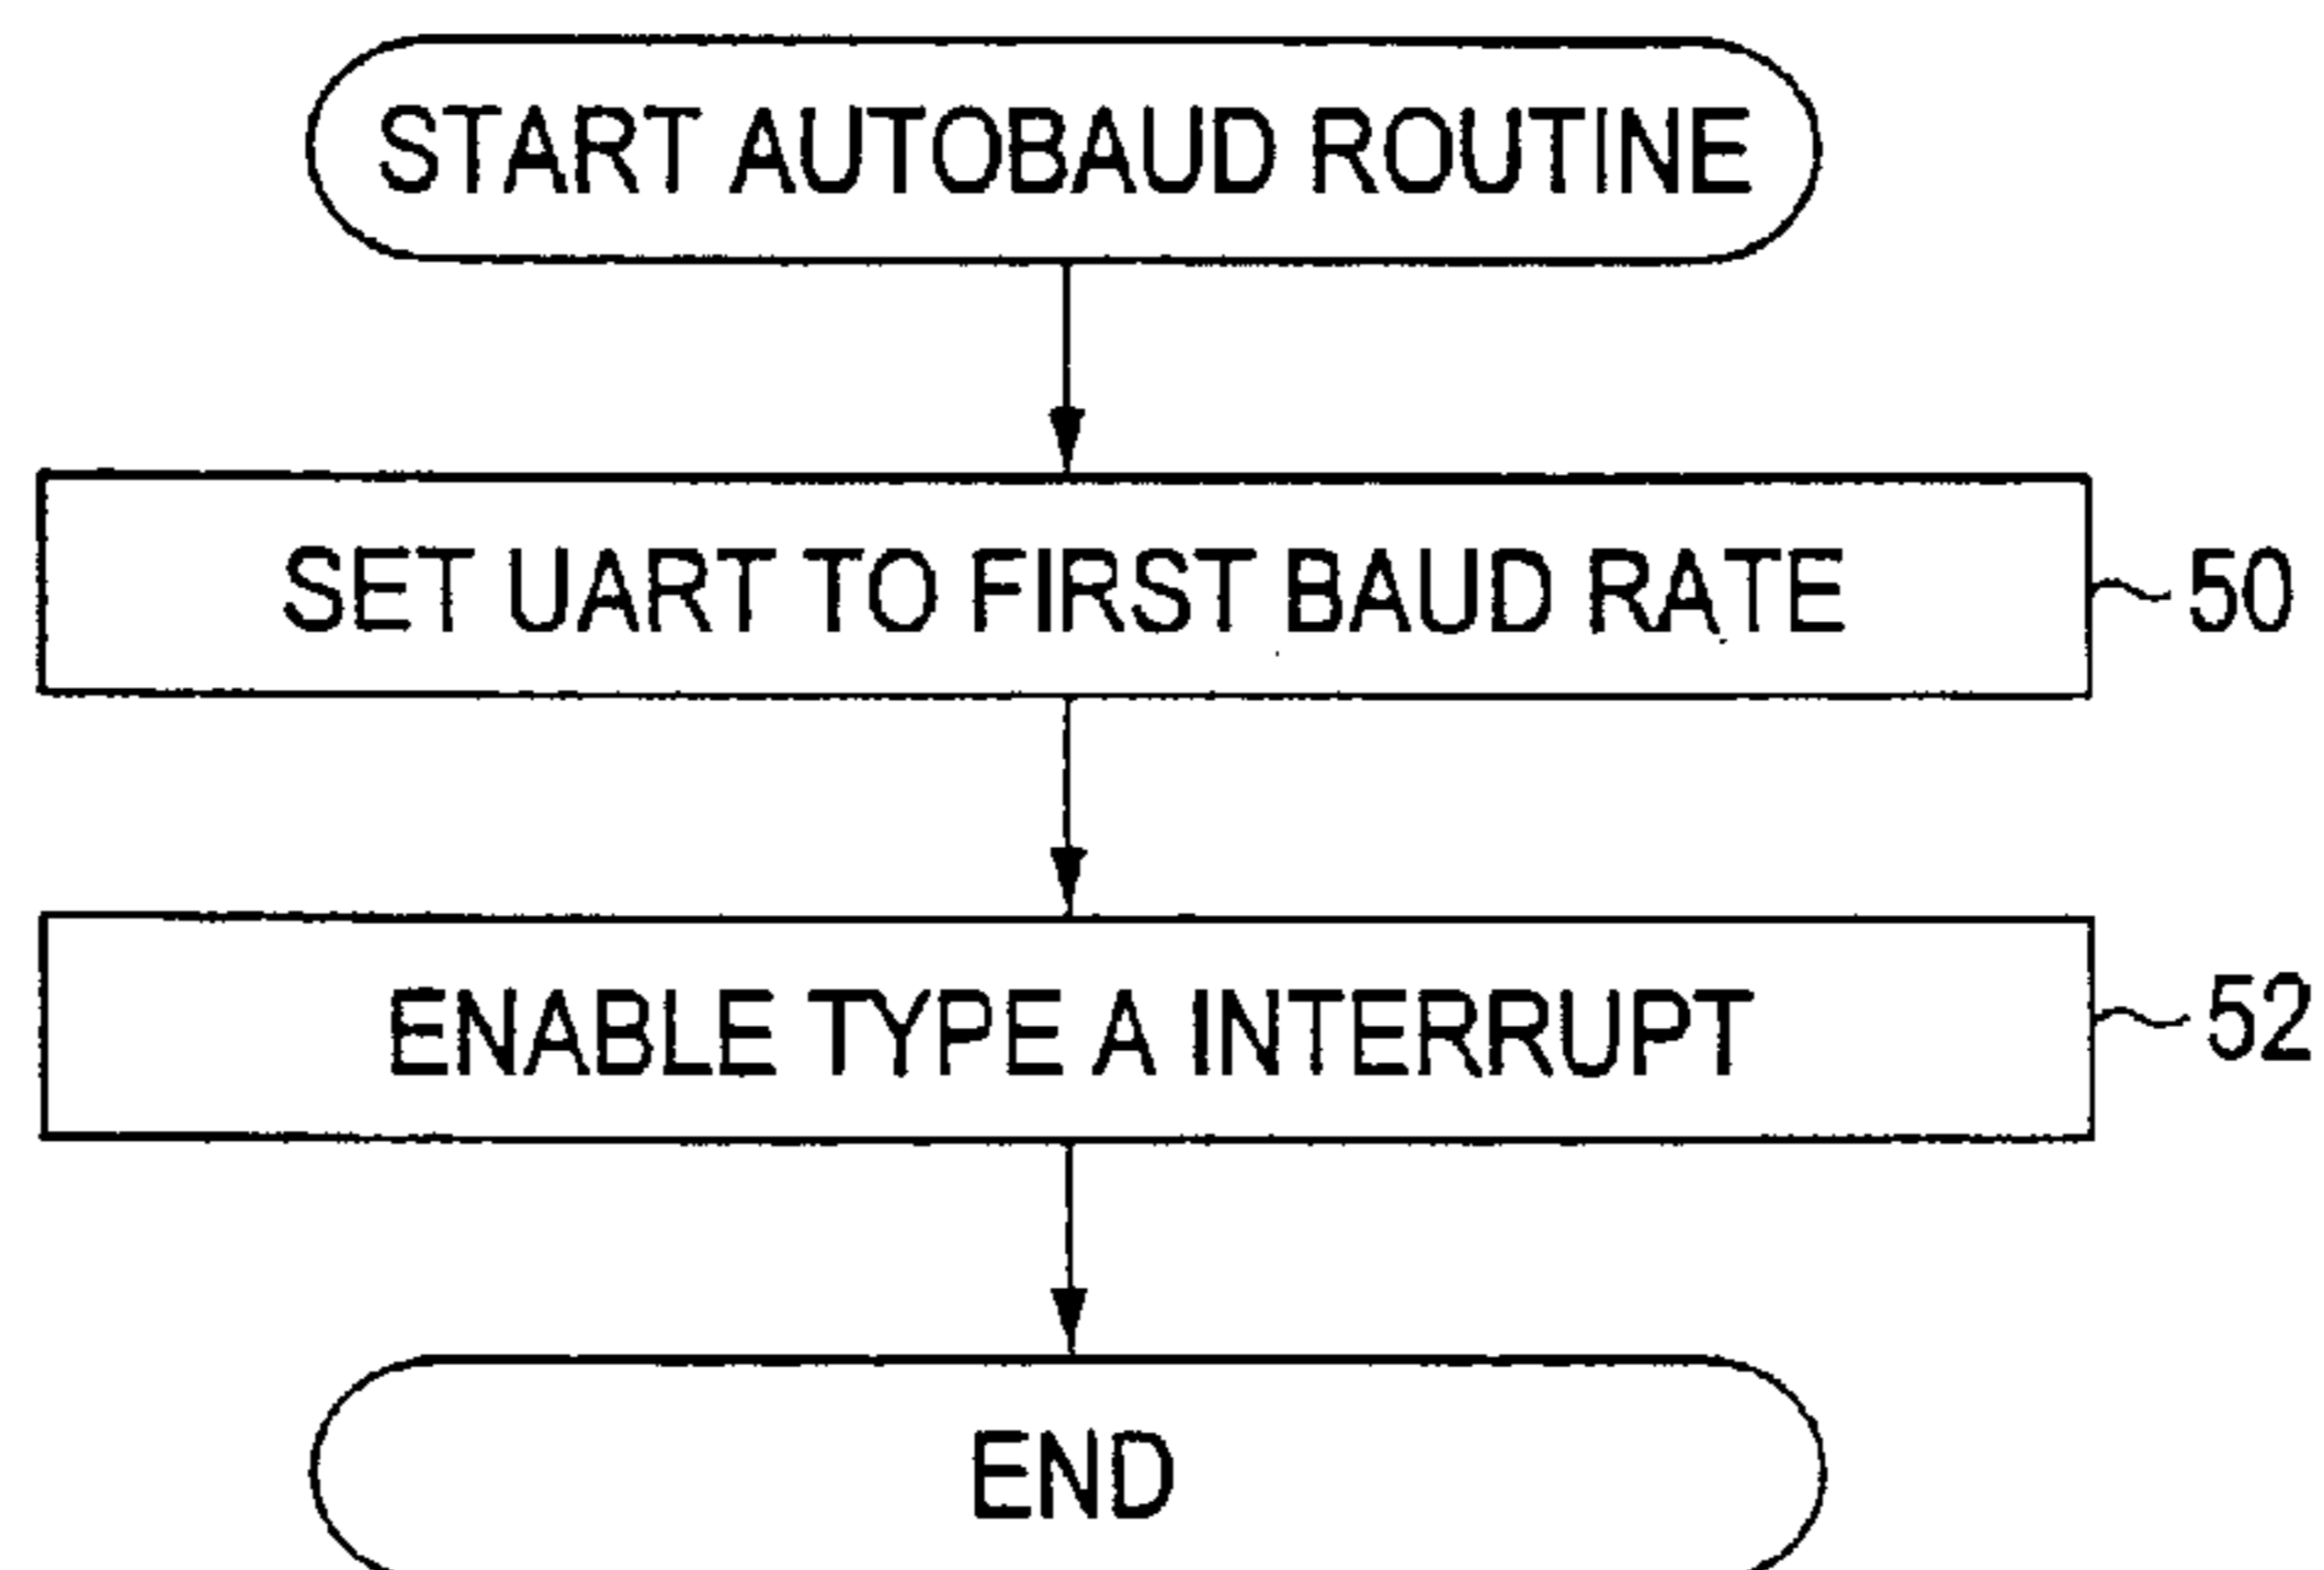 START AUTOBAUD ROUTINE
SET UART TO FIRST BAUD RATE
50
ENABLE TYPE A INTERRUPT
52
END